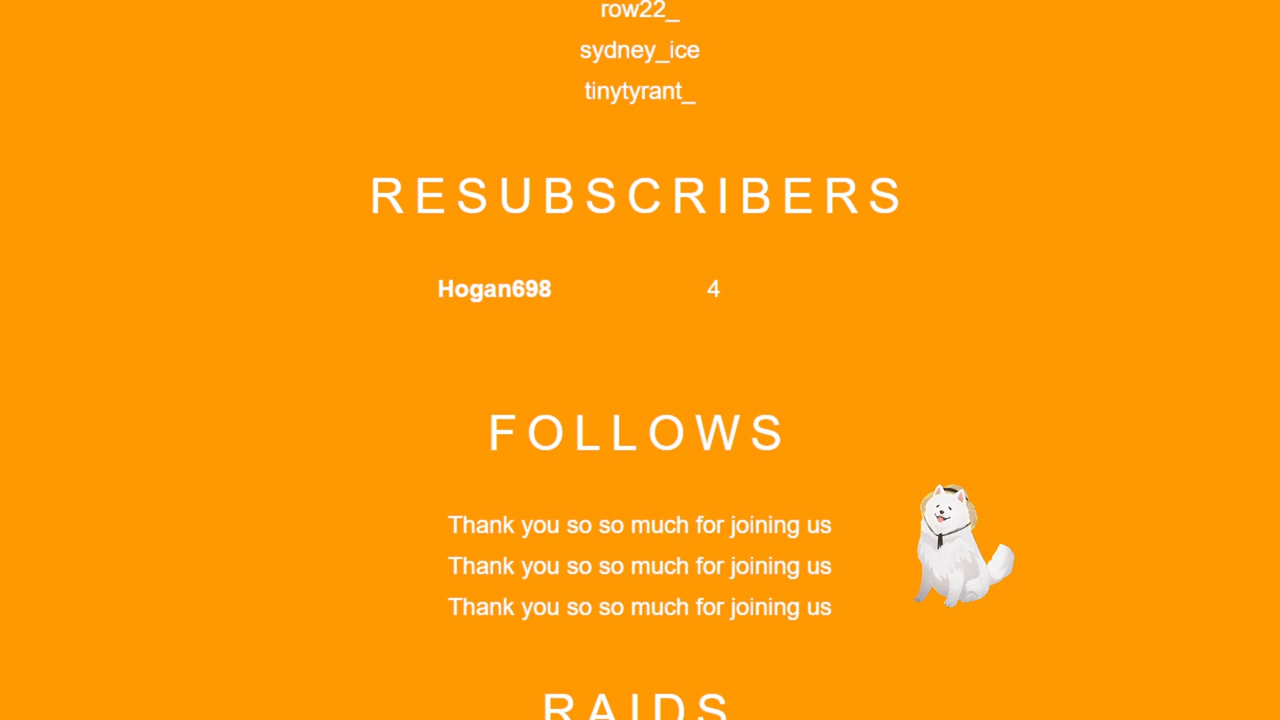 row22_
sydney_ice
tinytyrant_
RESUBSCRIBERS
Hogan698 4
FOLLOWS
Thank you so so much for joining us
Thank you so so much for joining us
Thank you so so much for joining us
RAIDS